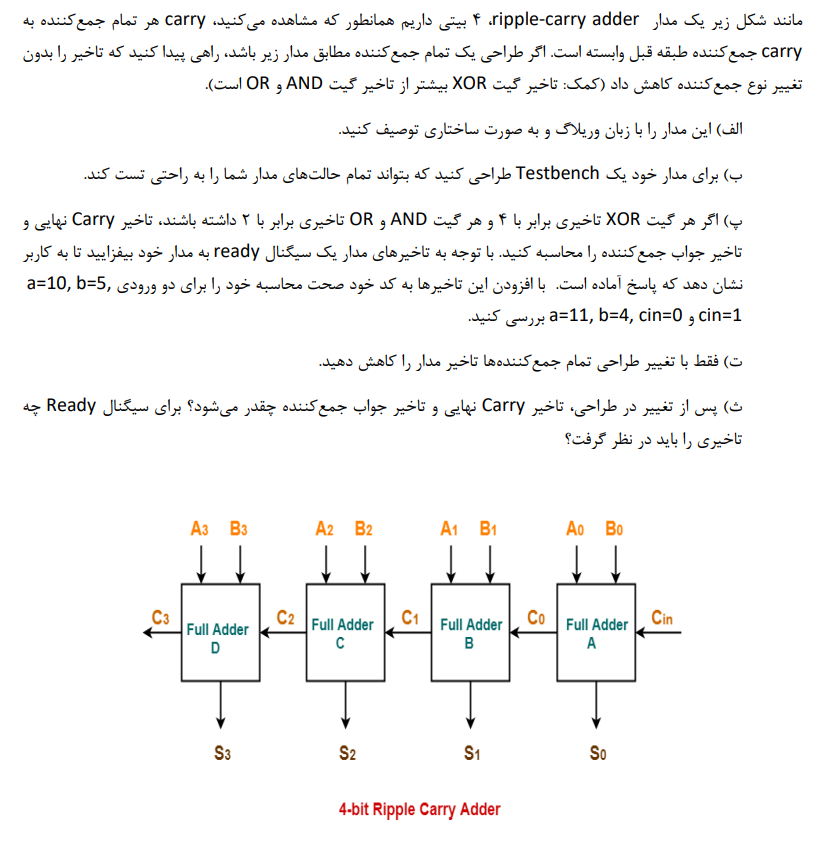 مانند شکل زیر یک مدار ripple-carry adder، ۴ بیتی داریم همانطور که مشاهده می‌کنید، carry هر تمام جمع‌کننده به
carry جمع‌کننده طبقه قبل وابسته است. اگر طراحی یک تمام جمع‌کننده مطابق مدار زیر باشد، راهی پیدا کنید که تاخیر را بدون
تغییر نوع جمع‌کننده کاهش داد (کمک: تاخیر گیت XOR بیشتر از تاخیر گیت AND و OR است).
الف) این مدار را با زبان وریلاگ و به صورت ساختاری توصیف کنید.
ب) برای مدار خود یک Testbench طراحی کنید که بتواند تمام حالت‌های مدار شما را به راحتی تست کند.
پ) اگر هر گیت XOR تاخیری برابر با ۴ و هر گیت AND و OR تاخیری برابر با ۲ داشته باشند، تاخیر Carry نهایی و
تاخیر جواب جمع‌کننده را محاسبه کنید. با توجه به تاخیرهای مدار یک سیگنال ready به مدار خود بیفزایید تا به کاربر
نشان دهد که پاسخ آماده است. با افزودن این تاخیرها به کد خود صحت محاسبه خود را برای دو ورودی a=10, b=5,
cin=1 و a=11, b=4, cin=0 بررسی کنید.
ت) فقط با تغییر طراحی تمام جمع‌کننده‌ها تاخیر مدار را کاهش دهید.
ث) پس از تغییر در طراحی، تاخیر Carry نهایی و تاخیر جواب جمع‌کننده چقدر می‌شود؟ برای سیگنال Ready چه
تاخیری را باید در نظر گرفت؟
A3 B3 A2 B2 A1 B1 A0 B0
C3 Full Adder D C2 Full Adder C C1 Full Adder B C0 Full Adder A Cin
S3 S2 S1 S0
4-bit Ripple Carry Adder